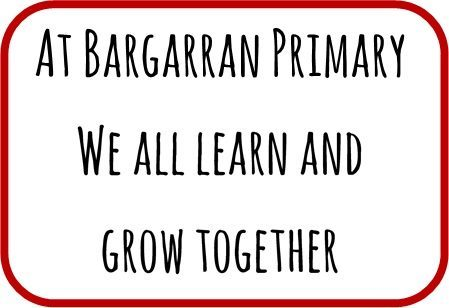 At Bargarran Primary
We all learn and
grow together